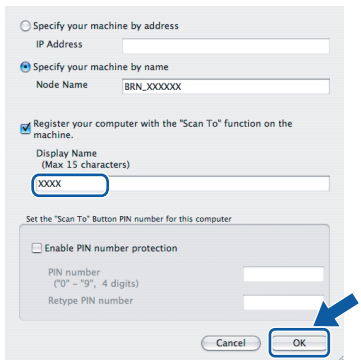 Specify your machine by address
IP Address
Specify your machine by name
Node Name
BRN_XXXXXX
Register your computer with the "Scan To" function on the
machine.
Display Name
(Max 15 characters)
XXXX
Set the "Scan To" Button PIN number for this computer
Enable PIN number protection
PIN number
("0" – "9", 4 digits)
Retype PIN number
Cancel
OK